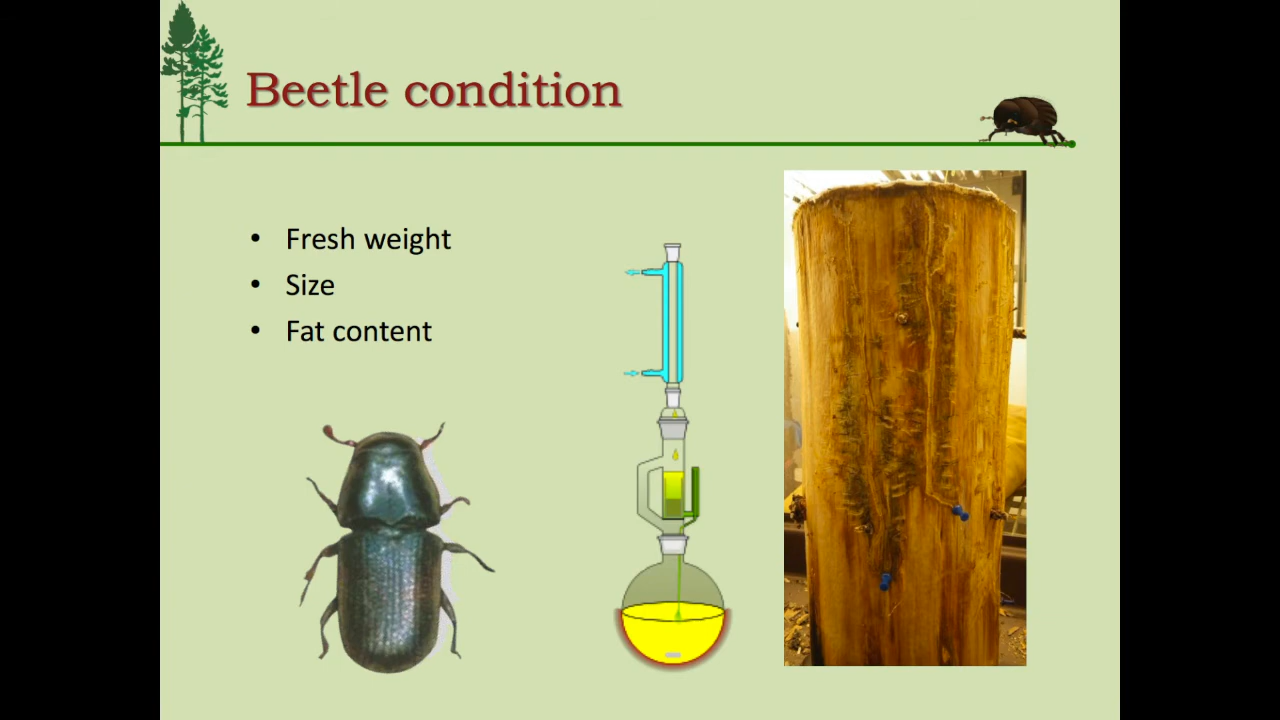 Beetle condition
• Fresh weight
• Size
• Fat content